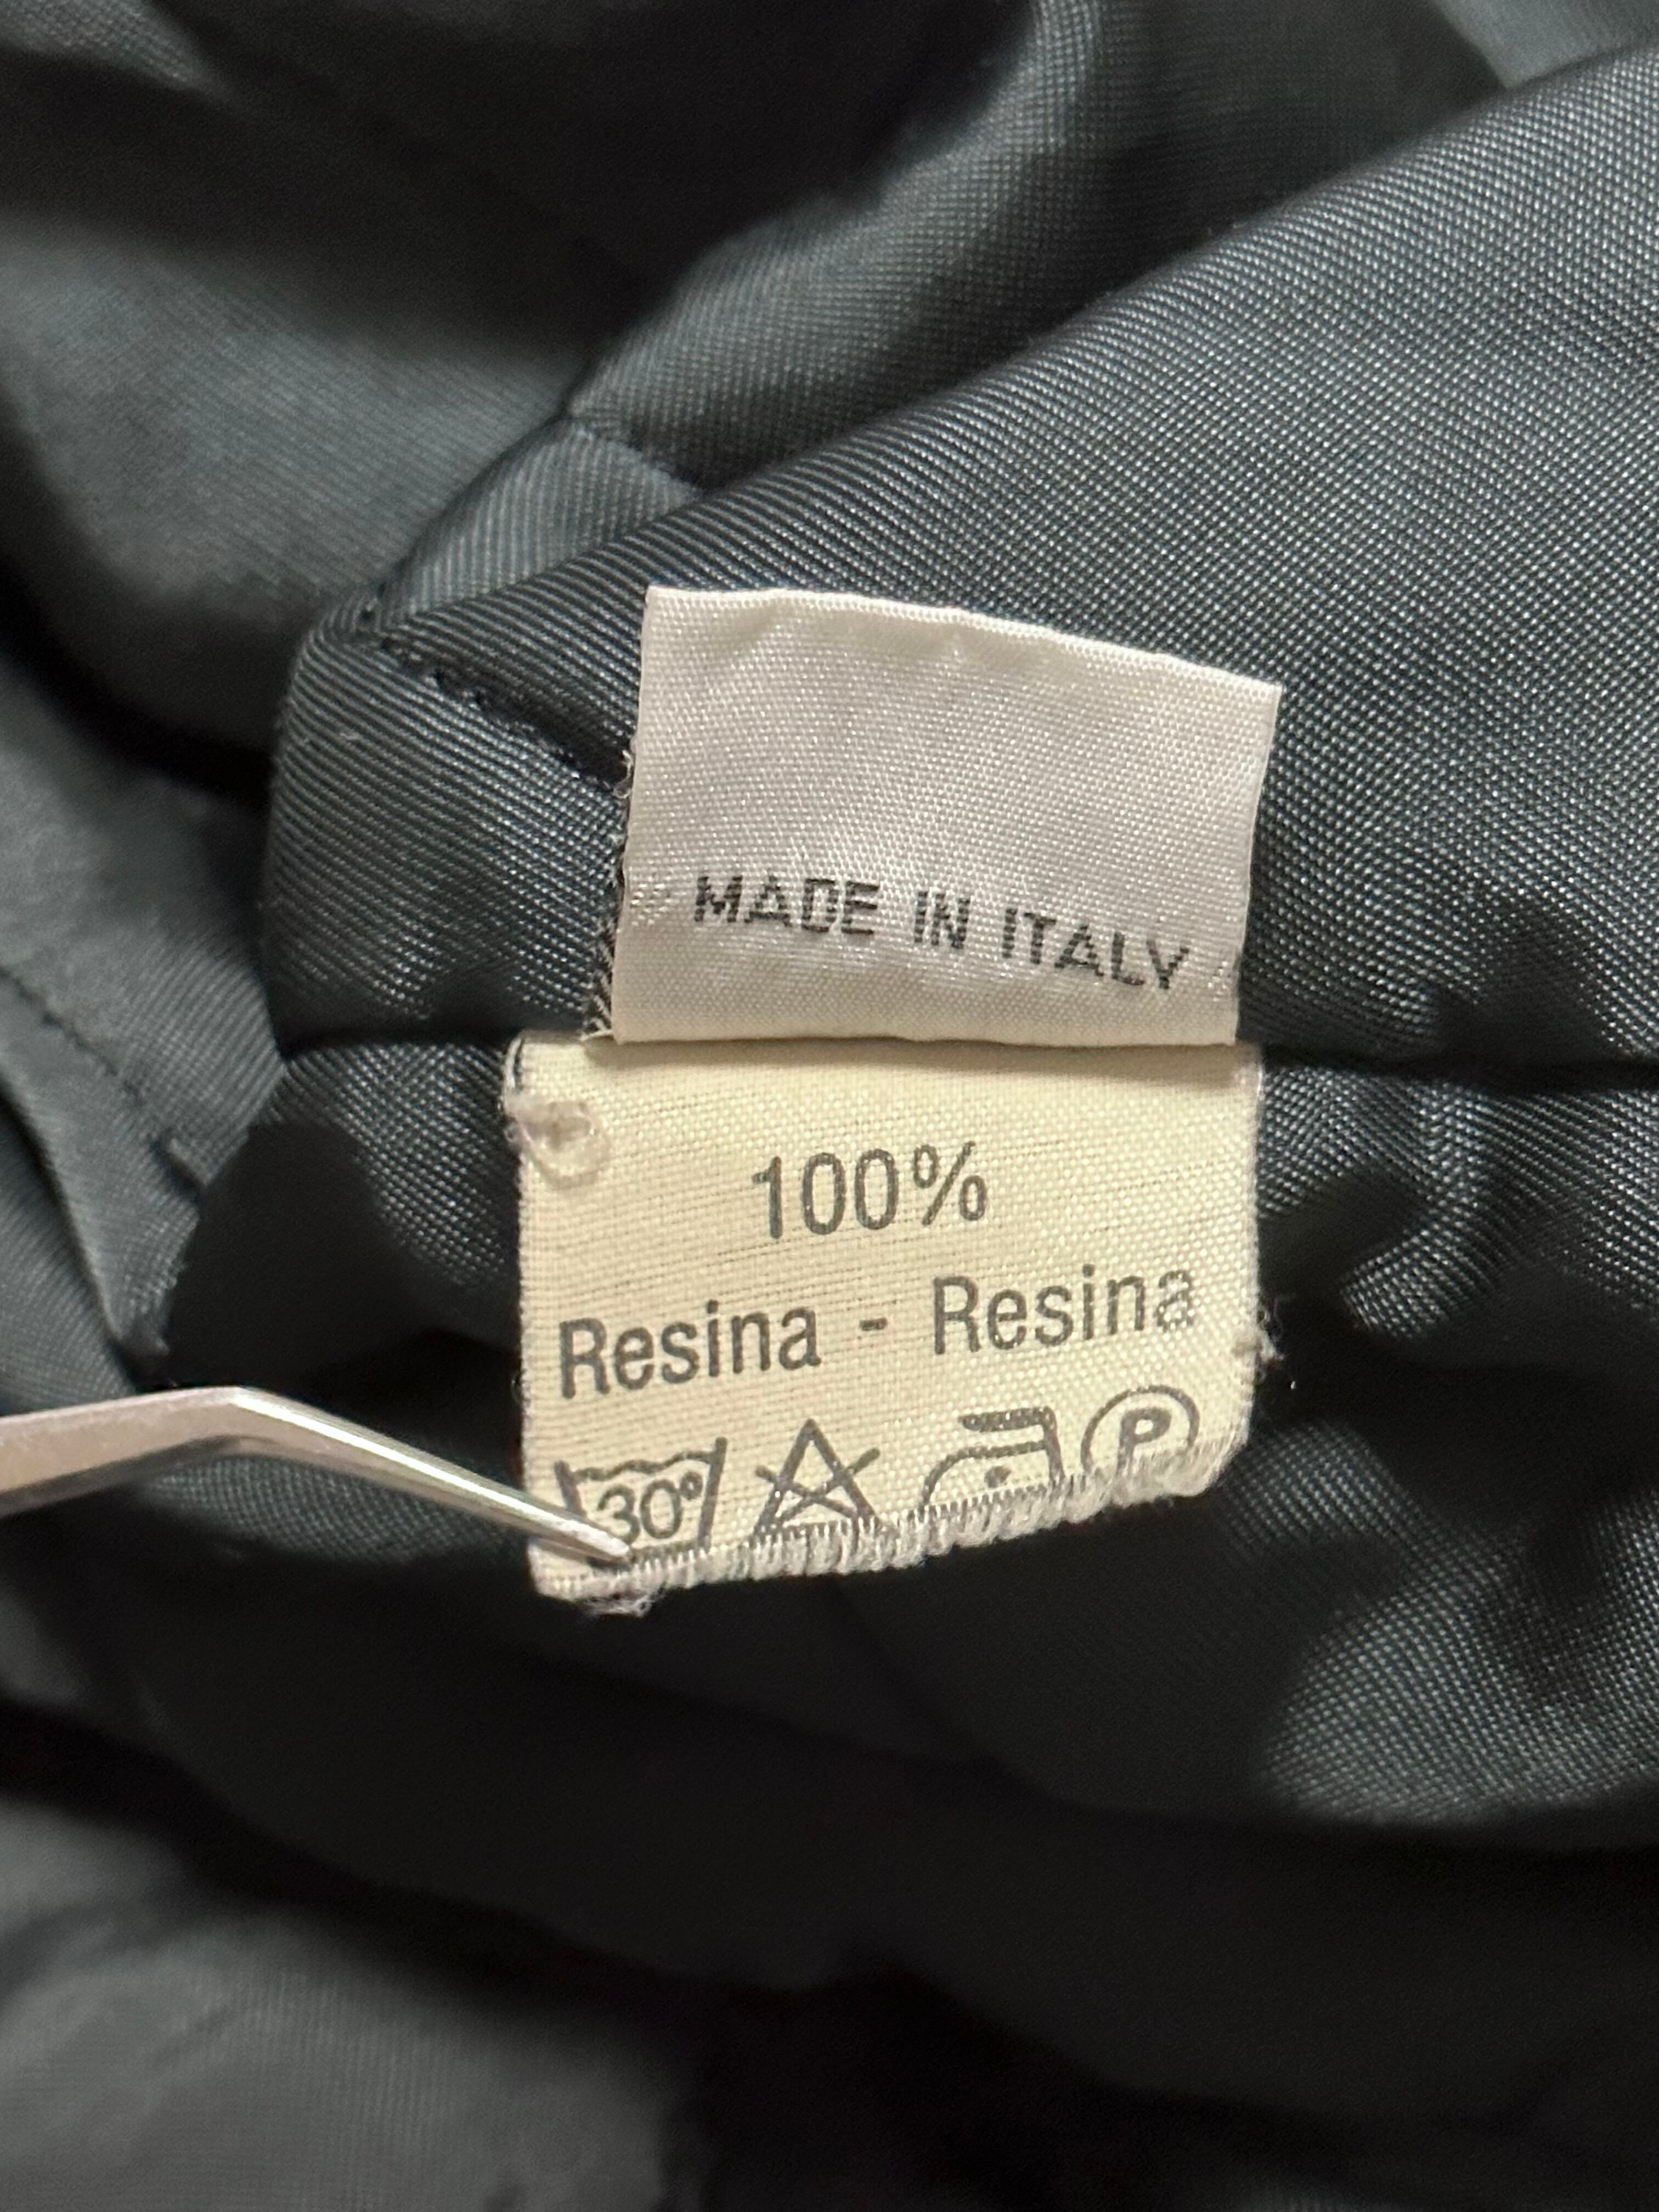 MADE IN ITALY
100%
Resina - Resina
30° P